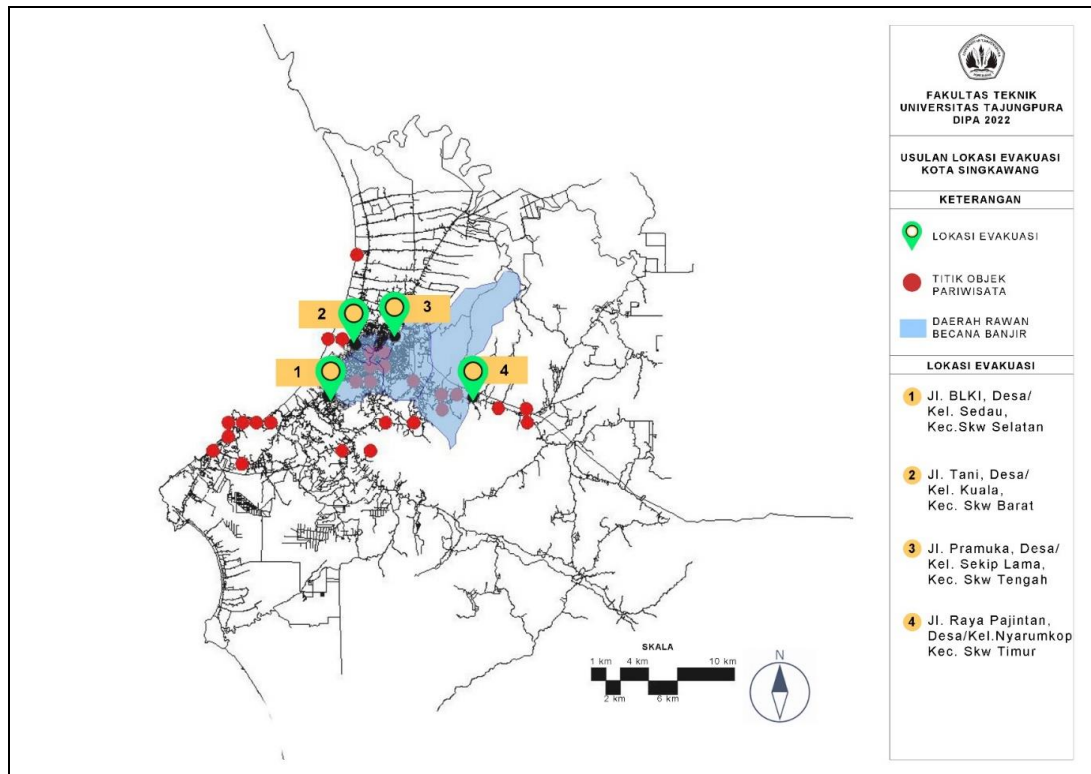 FAKULTAS TEKNIK
UNIVERSITAS TAJUNGPURA
DIPA 2022
USULAN LOKASI EVAKUASI
KOTA SINGKAWANG
KETERANGAN
LOKASI EVAKUASI
TITIK OBJEK
PARIWISATA
DAERAH RAWAN
BECANA BANJIR
LOKASI EVAKUASI
1 Jl. BLKI, Desa/
Kel. Sedau,
Kec.Skw Selatan
2 Jl. Tani, Desa/
Kel. Kuala,
Kec. Skw Barat
3 Jl. Pramuka, Desa/
Kel. Sekip Lama,
Kec. Skw Tengah
4 Jl. Raya Pajintan,
Desa/Kel.Nyarumkop
Kec. Skw Timur
2
3
1
4
SKALA
1 km 4 km 10 km
2 km 6 km
N